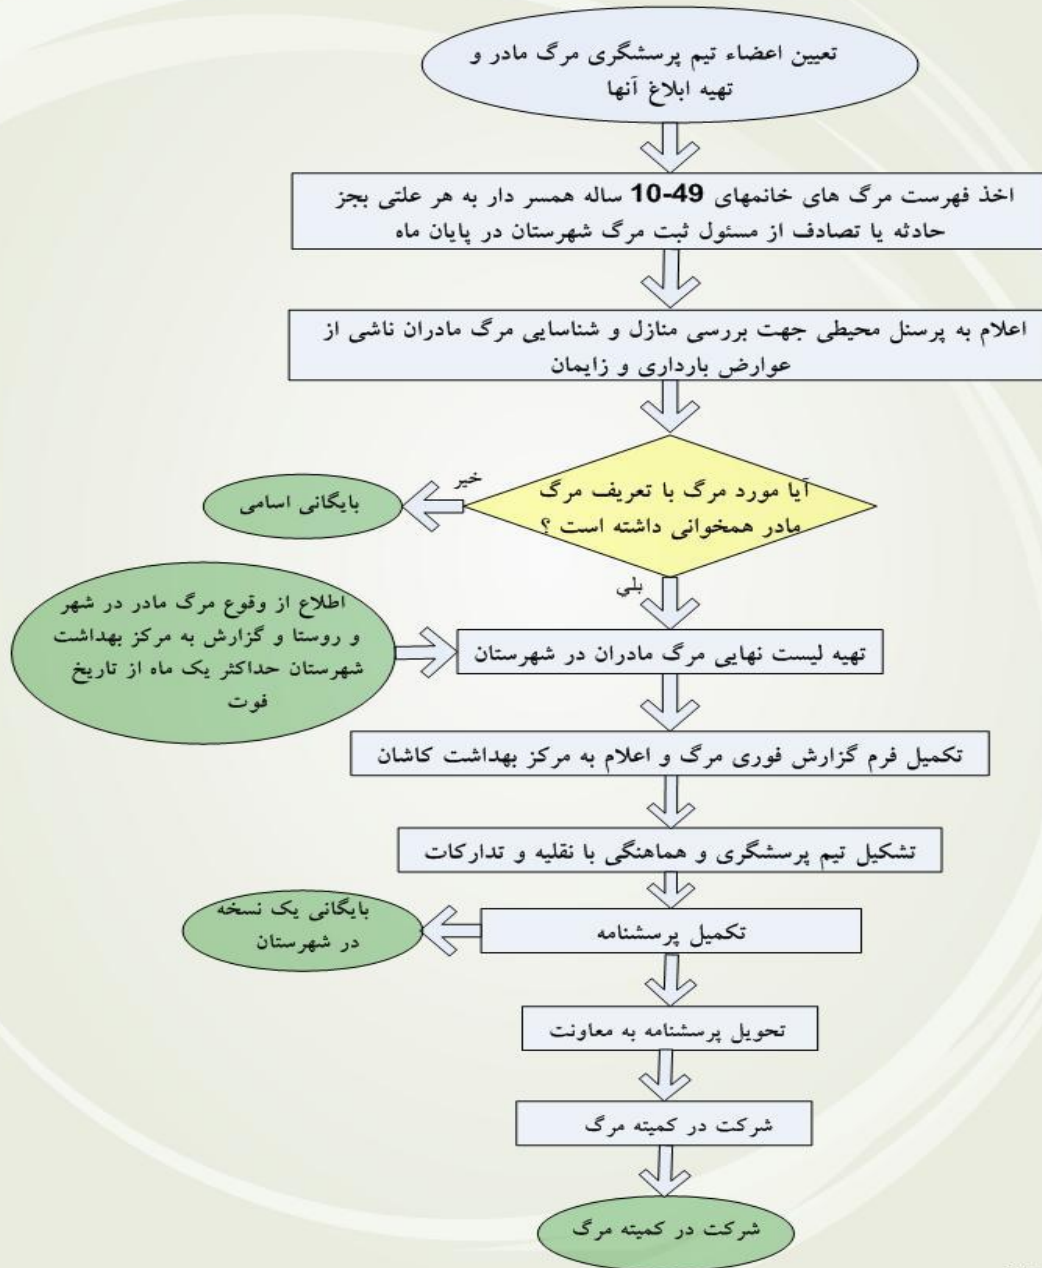 تعیین اعضاء تیم پرسشگری مرگ مادر و
تهیه ابلاغ آنها
اخذ فهرست مرگ های خانمهای 49-10 ساله همسر دار به هر علتی بجز
حادثه یا تصادف از مسئول ثبت مرگ شهرستان در پایان ماه
اعلام به پرسنل محیطی جهت بررسی منازل و شناسایی مرگ مادران ناشی از
عوارض بارداری و زایمان
آیا مورد مرگ با تعریف مرگ
مادر همخوانی داشته است ؟
خیر
بایگانی اسامی
بلي
اطلاع از وقوع مرگ مادر در شهر
و روستا و گزارش به مرکز بهداشت
شهرستان حداکثر یک ماه از تاریخ
فوت
تهیه لیست نهایی مرگ مادران در شهرستان
تکمیل فرم گزارش فوری مرگ و اعلام به مرکز بهداشت کاشان
تشکیل تیم پرسشگری و هماهنگی با نقلیه و تدارکات
تکمیل پرسشنامه
بایگانی یک نسخه
در شهرستان
تحویل پرسشنامه به معاونت
شرکت در کمیته مرگ
شرکت در کمیته مرگ